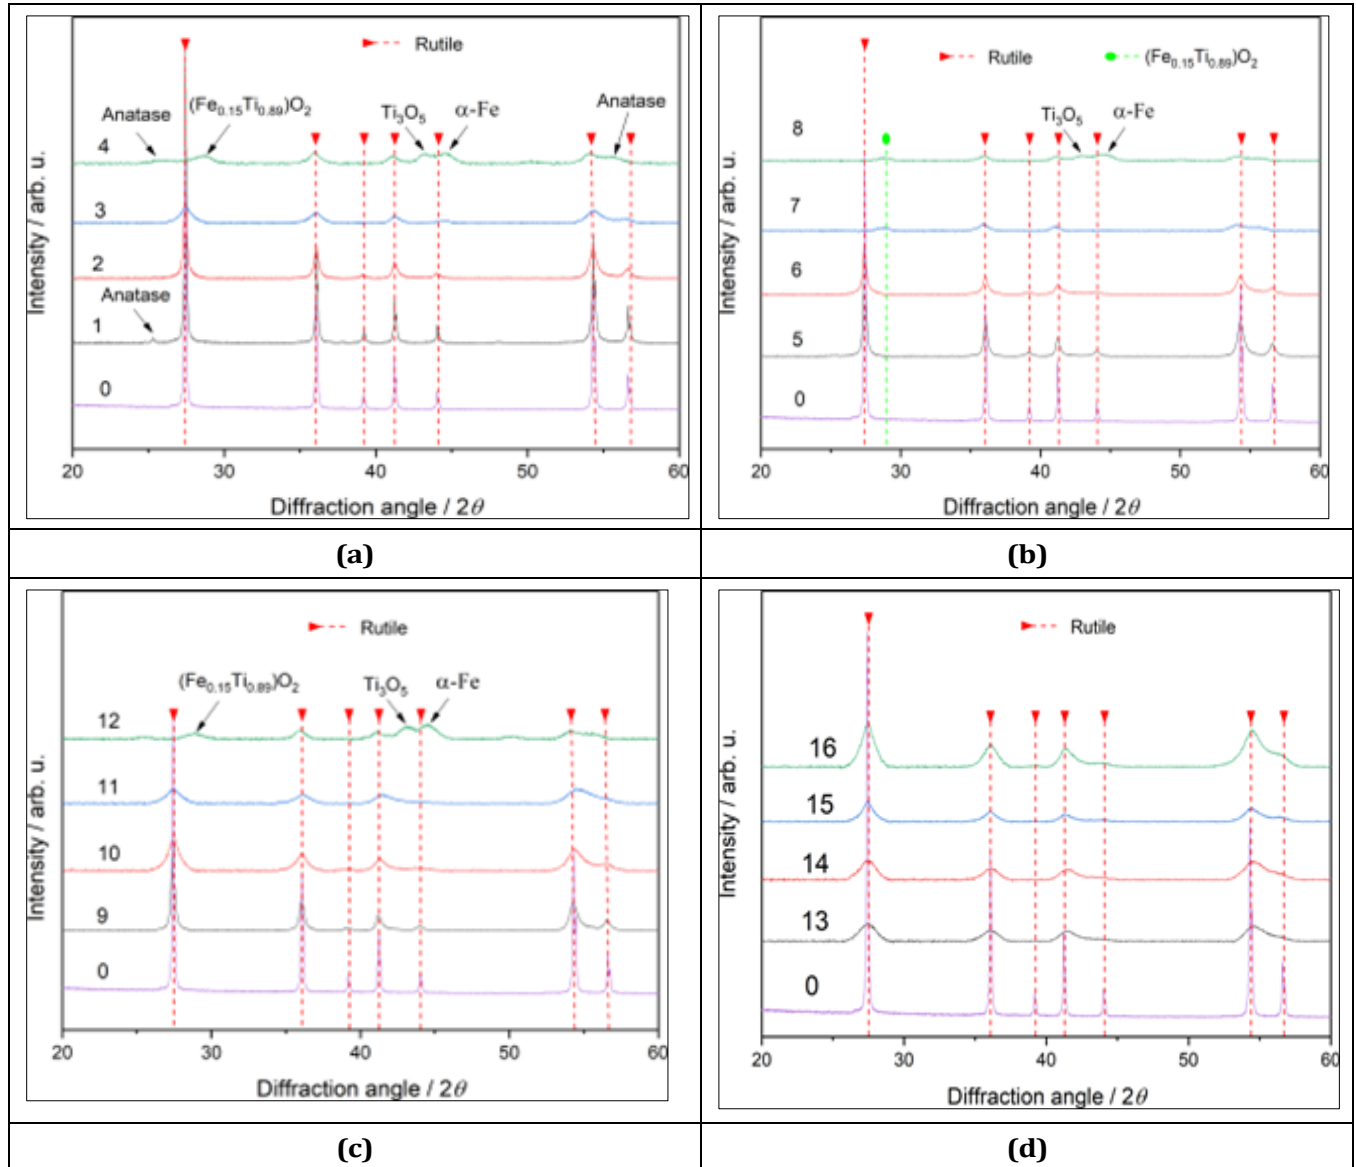 Rutile
Anatase
(Fe0.15Ti0.89)O2
Ti3O5
α-Fe
Anatase
4
3
2
Anatase
1
0
Intensity / arb. u.
20 30 40 50 60
Diffraction angle / 2θ
(a)
Rutile (Fe0.15Ti0.89)O2
Ti3O5
α-Fe
8
7
6
5
0
Intensity / arb. u.
20 30 40 50 60
Diffraction angle / 2θ
(b)
Rutile
(Fe0.15Ti0.89)O2
Ti3O5
α-Fe
12
11
10
9
0
Intensity / arb. u.
20 30 40 50 60
Diffraction angle / 2θ
(c)
Rutile
16
15
14
13
0
Intensity / arb. u.
20 30 40 50 60
Diffraction angle / 2θ
(d)